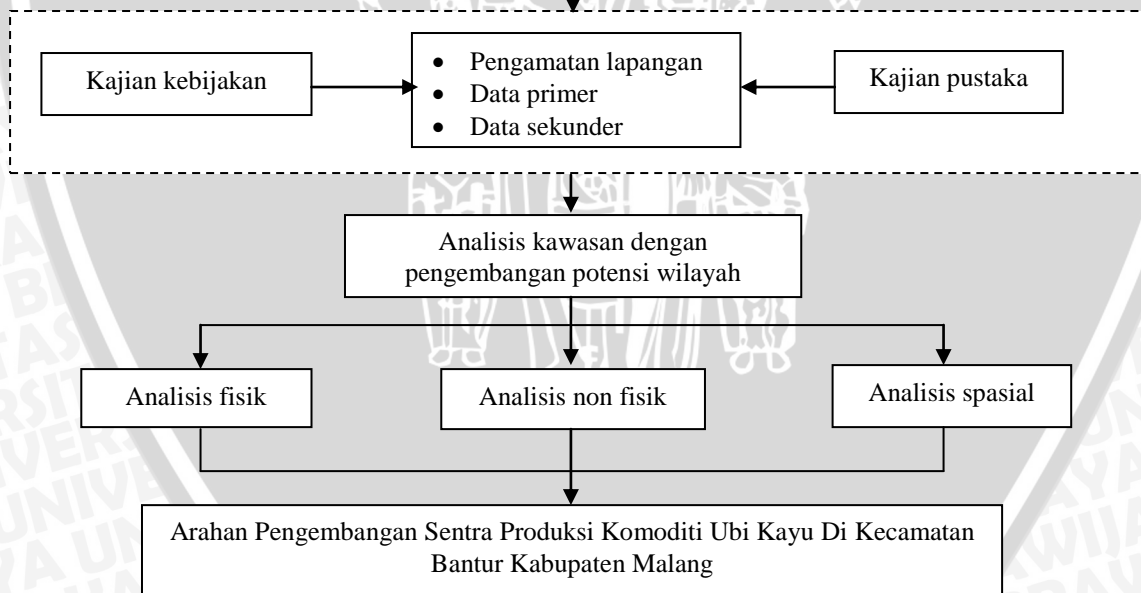 Kajian kebijakan
• Pengamatan lapangan
• Data primer
• Data sekunder
Kajian pustaka
Analisis kawasan dengan
pengembangan potensi wilayah
Analisis fisik
Analisis non fisik
Analisis spasial
Arahan Pengembangan Sentra Produksi Komoditi Ubi Kayu Di Kecamatan
Bantur Kabupaten Malang